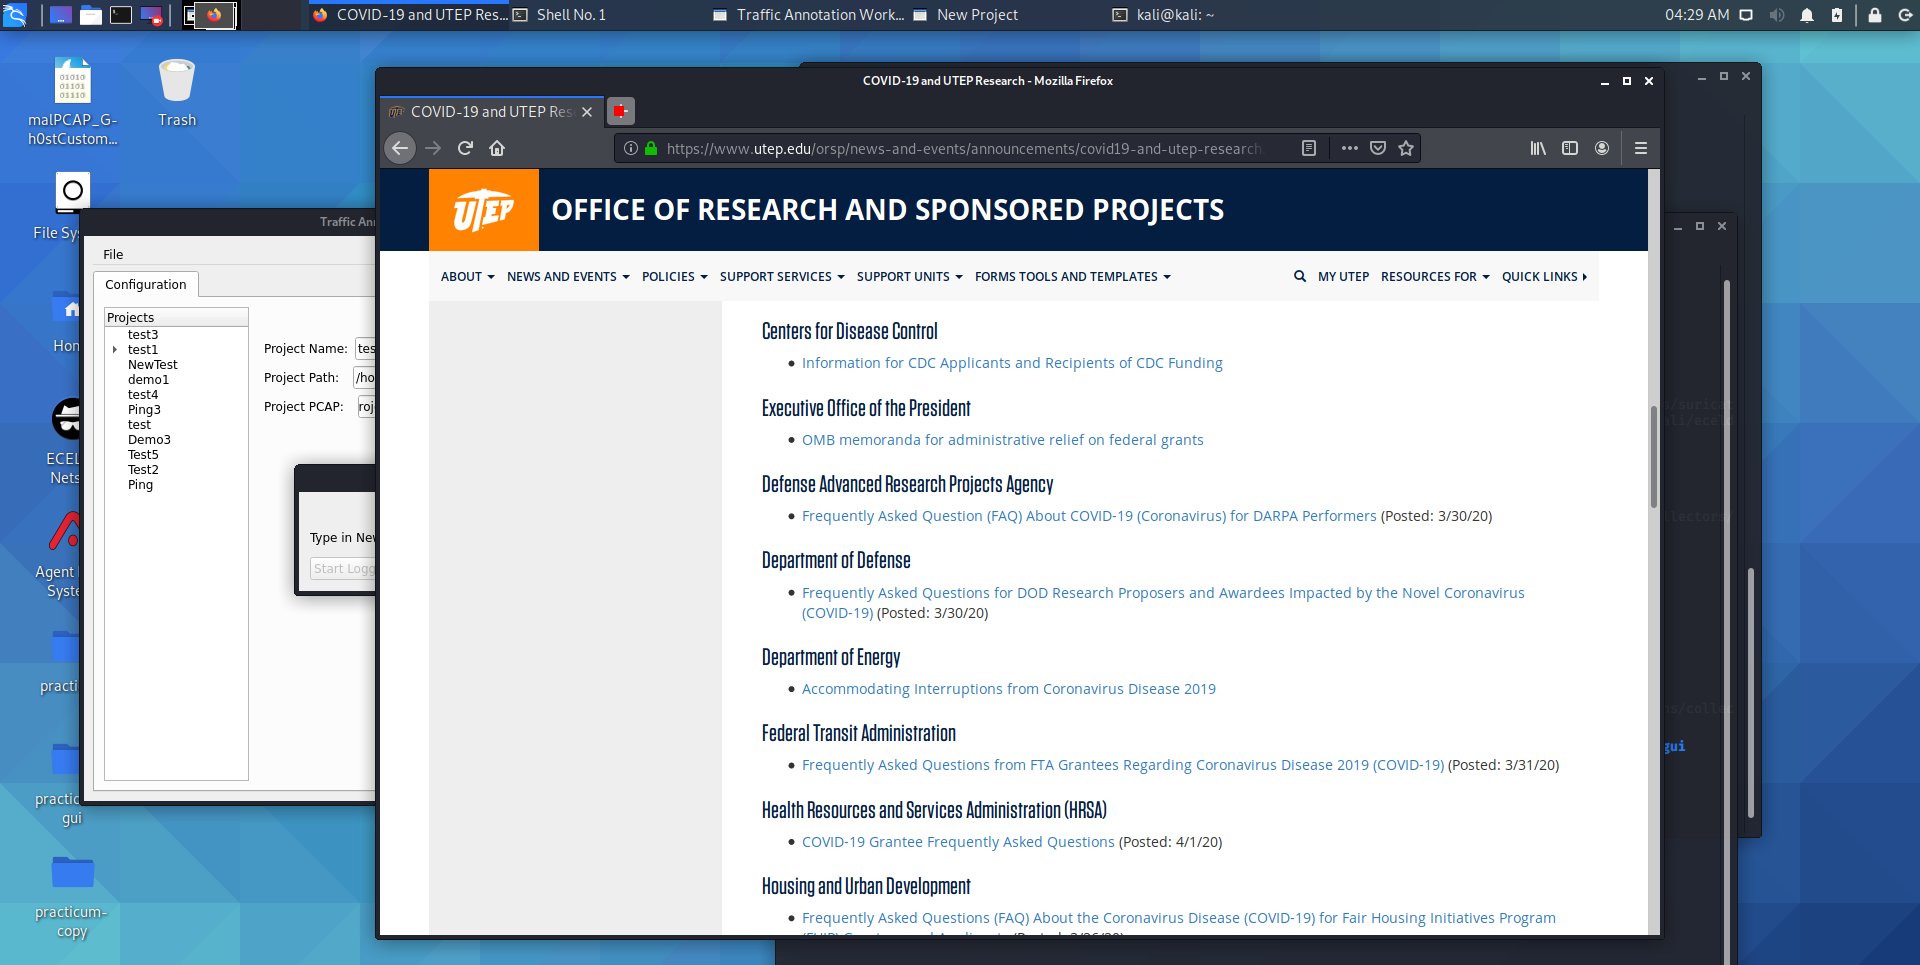 COVID-19 and UTEP Res...
Shell No. 1
Traffic Annotation Work...
New Project
kali@kali: ~
04:29 AM
malPCAP_G-
h0stCustom...
Trash
File Sy
Hon
ECEL
Nets
Agent
Syste
practi
practic
gui
practicum-
copy
Traffic An
File
Configuration
Projects
test3
test1
NewTest
demo1
test4
Ping3
test
Demo3
Test5
Test2
Ping
Project Name: tes
Project Path: /ho
Project PCAP: roj
Type in Ne
Start Logg
COVID-19 and UTEP Research - Mozilla Firefox
COVID-19 and UTEP Res
https://www.utep.edu/orsp/news-and-events/announcements/covid19-and-utep-research
UTEP
OFFICE OF RESEARCH AND SPONSORED PROJECTS
ABOUT NEWS AND EVENTS POLICIES SUPPORT SERVICES SUPPORT UNITS FORMS TOOLS AND TEMPLATES MY UTEP RESOURCES FOR QUICK LINKS
Centers for Disease Control
Information for CDC Applicants and Recipients of CDC Funding
Executive Office of the President
OMB memoranda for administrative relief on federal grants
Defense Advanced Research Projects Agency
Frequently Asked Question (FAQ) About COVID-19 (Coronavirus) for DARPA Performers (Posted: 3/30/20)
Department of Defense
Frequently Asked Questions for DOD Research Proposers and Awardees Impacted by the Novel Coronavirus
(COVID-19) (Posted: 3/30/20)
Department of Energy
Accommodating Interruptions from Coronavirus Disease 2019
Federal Transit Administration
Frequently Asked Questions from FTA Grantees Regarding Coronavirus Disease 2019 (COVID-19) (Posted: 3/31/20)
Health Resources and Services Administration (HRSA)
COVID-19 Grantee Frequently Asked Questions (Posted: 4/1/20)
Housing and Urban Development
Frequently Asked Questions (FAQ) About the Coronavirus Disease (COVID-19) for Fair Housing Initiatives Program
s/surica
li/ecel
llectors/
ns/collec
gui